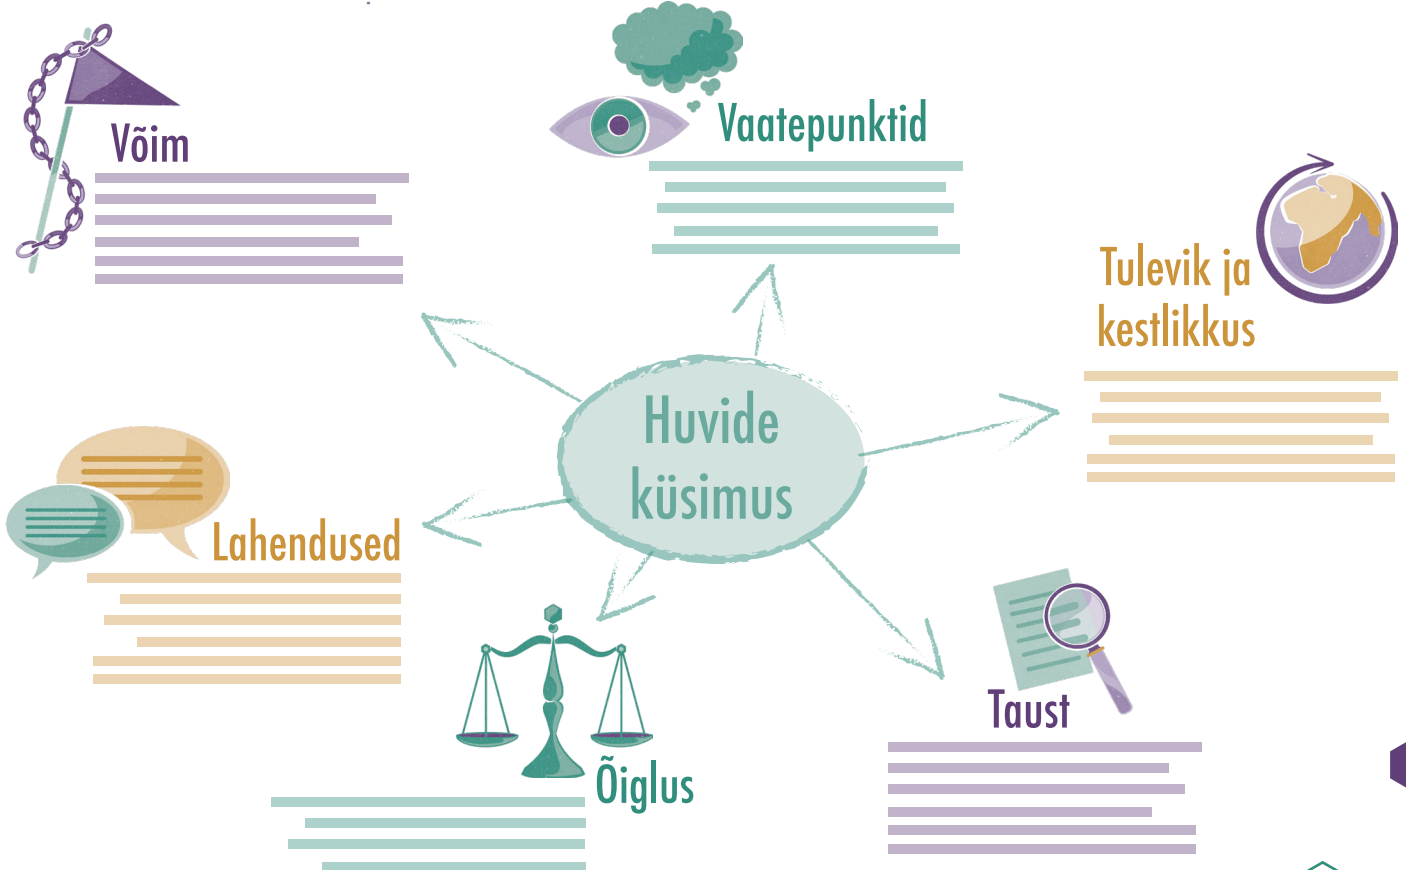 Võim
Vaatepunktid
Tulevik ja
kestlikkus
Huvide
küsimus
Lahendused
Taust
Õiglus